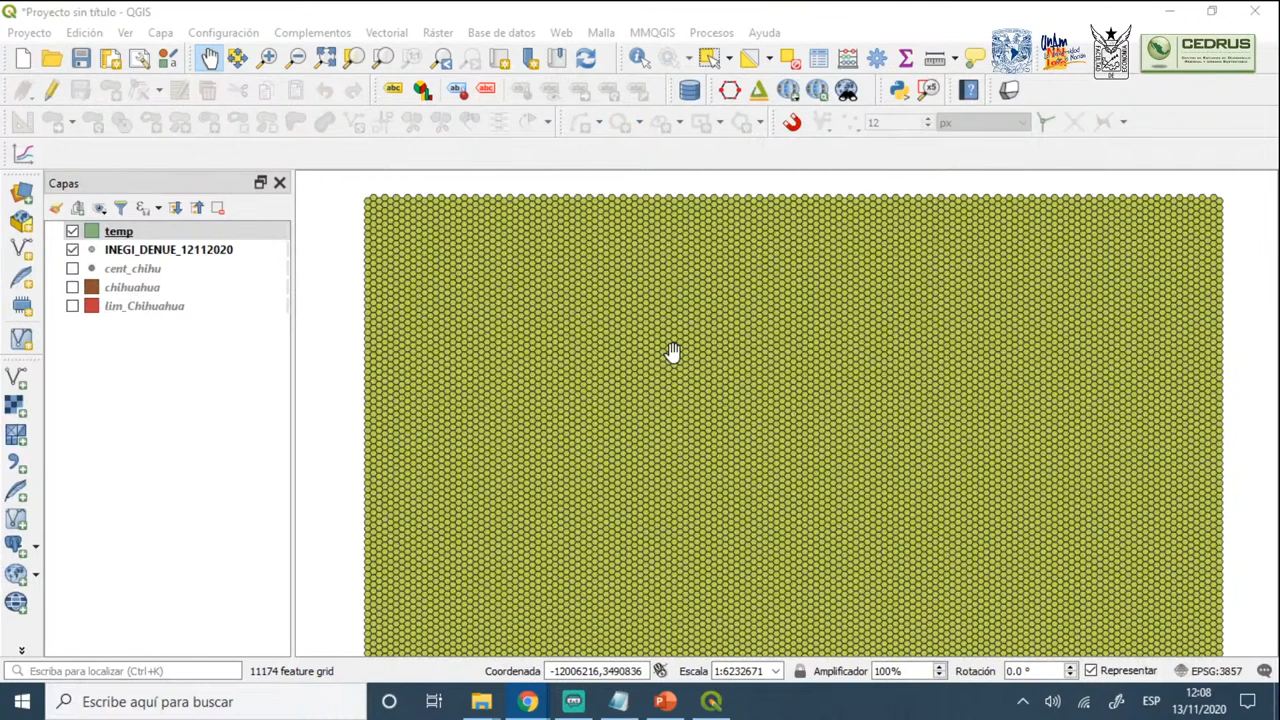 *Proyecto sin título - QGIS
Proyecto Edición Ver Capa Configuración Complementos Vectorial Ráster Base de datos Web Malla MMQGIS Procesos Ayuda
CEDRUS
abc abc abc
12 px
Capas
temp
INEGI_DENUE_12112020
cent_chihu
chihuahua
lim_Chihuahua
Escriba para localizar (Ctrl+K) 11174 feature grid Coordenada -12006216,3490836 Escala 1:6232671 Amplificador 100% Rotación 0.0 ° Representar EPSG:3857
Escribe aquí para buscar
ESP
12:08
13/11/2020